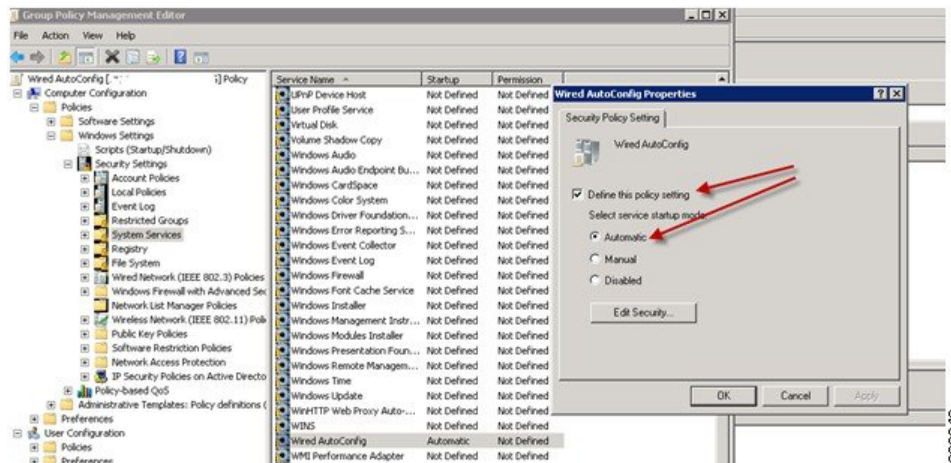 Group Policy Management Editor
File Action View Help
Wired AutoConfig [ ] Policy
Computer Configuration
Policies
Software Settings
Windows Settings
Scripts (Startup/Shutdown)
Security Settings
Account Policies
Local Policies
Event Log
Restricted Groups
System Services
Registry
File System
Wired Network (IEEE 802.3) Policies
Windows Firewall with Advanced Sec
Network List Manager Policies
Wireless Network (IEEE 802.11) Poli
Public Key Policies
Software Restriction Policies
Network Access Protection
IP Security Policies on Active Directo
Policy-based QoS
Administrative Templates: Policy definitions (
Preferences
User Configuration
Policies
Preferences
Service Name Startup Permission
UPnP Device Host Not Defined Not Defined
User Profile Service Not Defined Not Defined
Virtual Disk Not Defined Not Defined
Volume Shadow Copy Not Defined Not Defined
Windows Audio Not Defined Not Defined
Windows Audio Endpoint Bu... Not Defined Not Defined
Windows CardSpace Not Defined Not Defined
Windows Color System Not Defined Not Defined
Windows Driver Foundation... Not Defined Not Defined
Windows Error Reporting S... Not Defined Not Defined
Windows Event Collector Not Defined Not Defined
Windows Event Log Not Defined Not Defined
Windows Firewall Not Defined Not Defined
Windows Font Cache Service Not Defined Not Defined
Windows Installer Not Defined Not Defined
Windows Management Instr... Not Defined Not Defined
Windows Modules Installer Not Defined Not Defined
Windows Presentation Foun... Not Defined Not Defined
Windows Remote Managem... Not Defined Not Defined
Windows Time Not Defined Not Defined
Windows Update Not Defined Not Defined
WinHTTP Web Proxy Auto-... Not Defined Not Defined
WINS Not Defined Not Defined
Wired AutoConfig Automatic Not Defined
WMI Performance Adapter Not Defined Not Defined
Wired AutoConfig Properties
Security Policy Setting
Wired AutoConfig
Define this policy setting
Select service startup mode:
Automatic
Manual
Disabled
Edit Security...
OK Cancel Apply